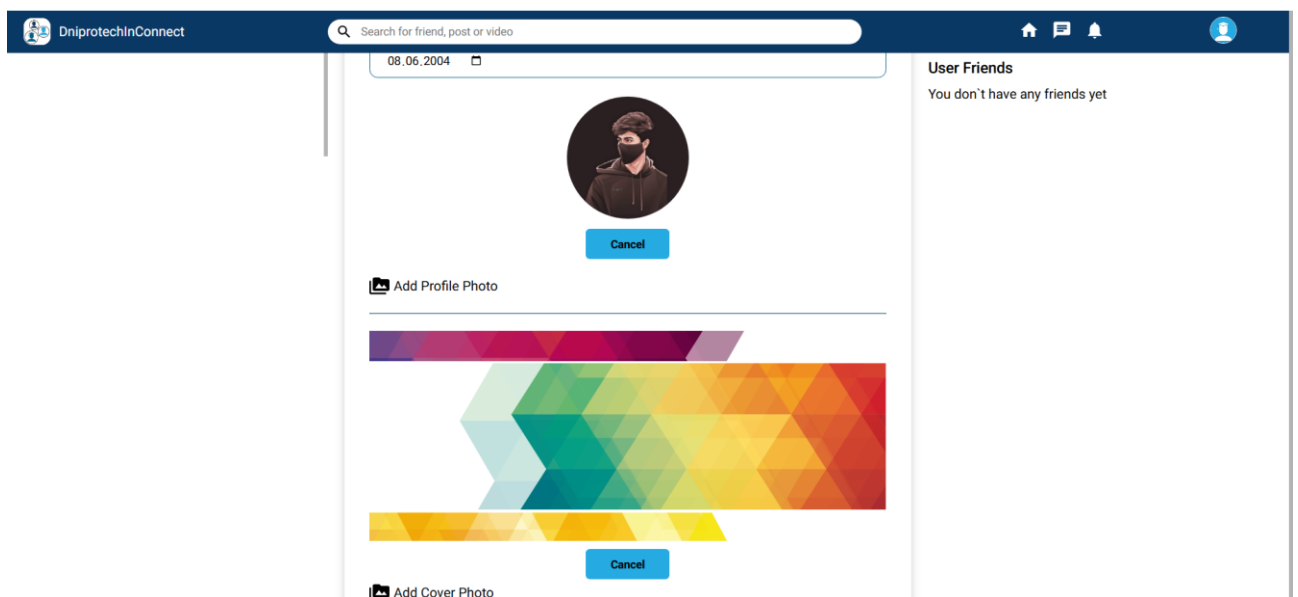 DniprotechInConnect
Search for friend, post or video
08.06.2004
User Friends
You don`t have any friends yet
Cancel
Add Profile Photo
Cancel
Add Cover Photo